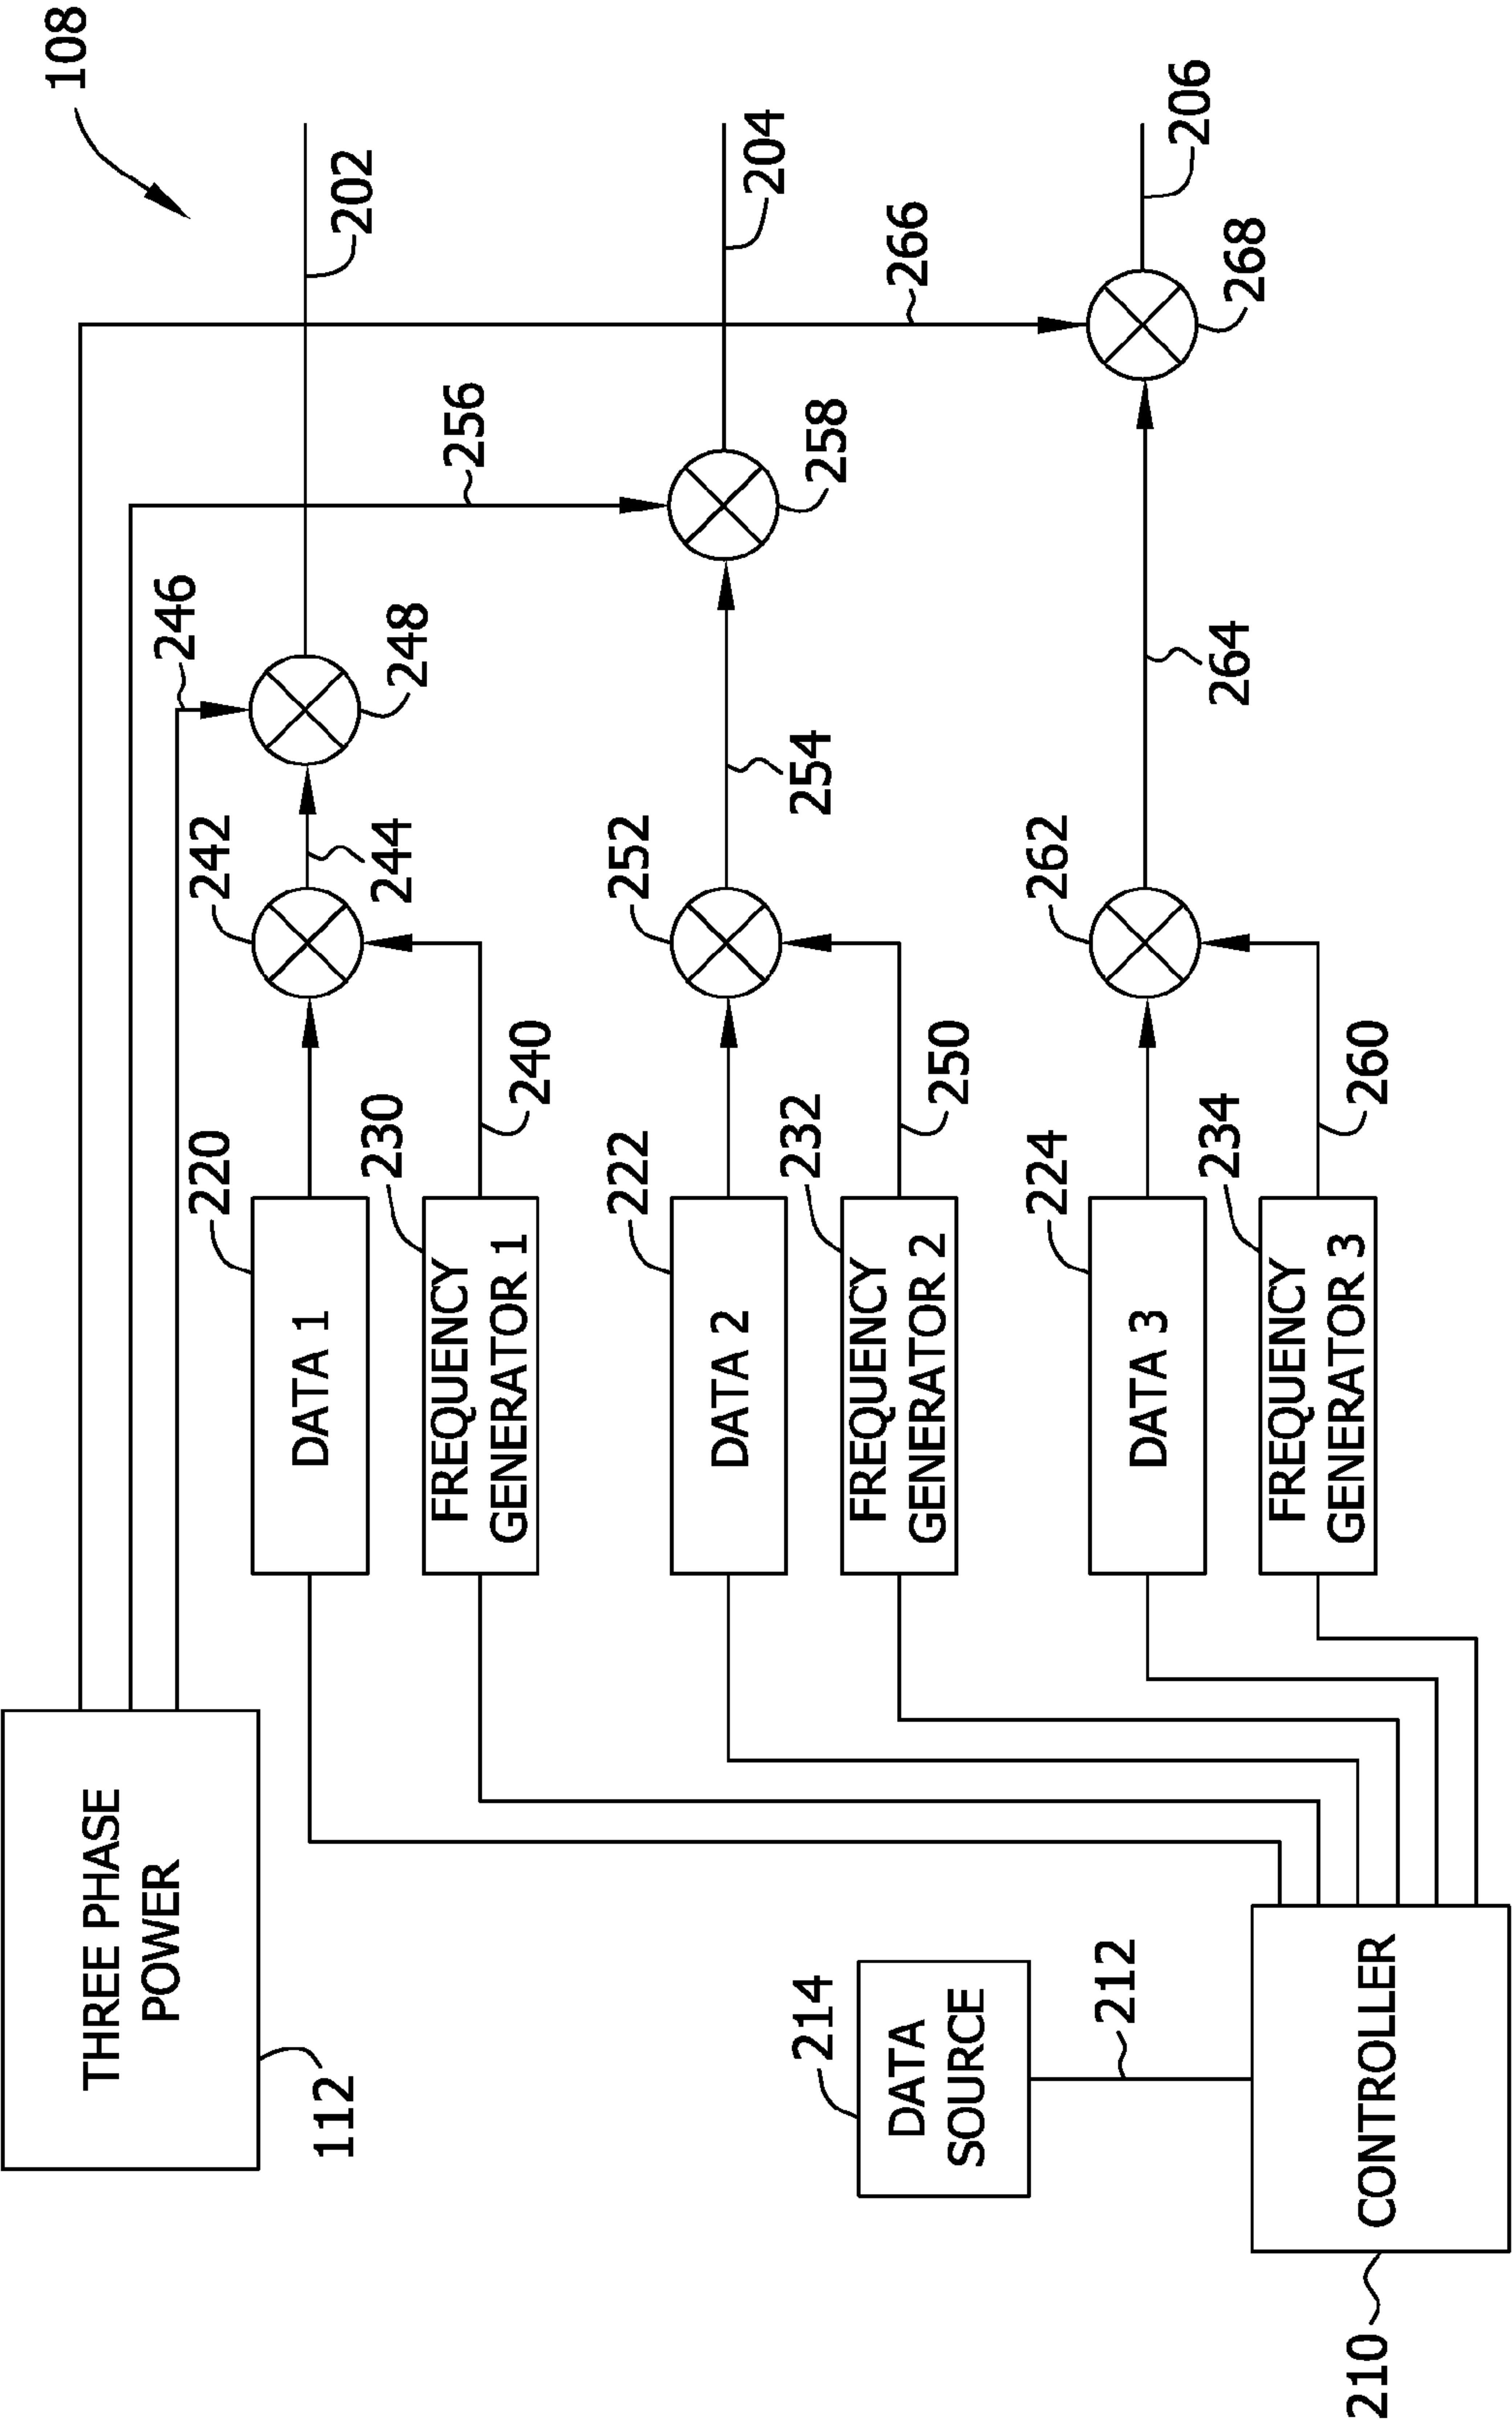 108
THREE PHASE
POWER
112
246
202
256
204
266
206
242
244
248
258
268
220
DATA 1
230
FREQUENCY
GENERATOR 1
240
252
254
222
DATA 2
232
FREQUENCY
GENERATOR 2
250
262
264
224
DATA 3
234
FREQUENCY
GENERATOR 3
260
214
DATA
SOURCE
212
CONTROLLER
210